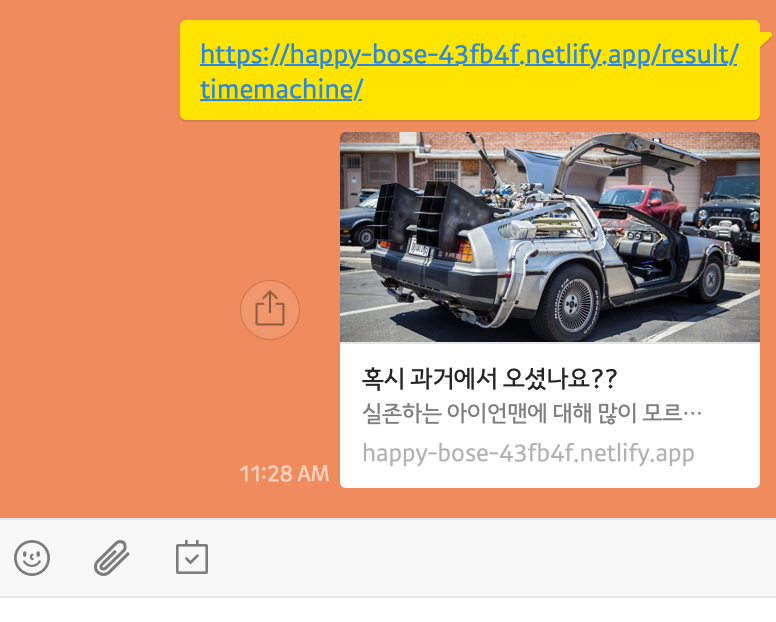 https://happy-bose-43fb4f.netlify.app/result/
timemachine/
혹시 과거에서 오셨나요??
실존하는 아이언맨에 대해 많이 모르…
happy-bose-43fb4f.netlify.app
11:28 AM